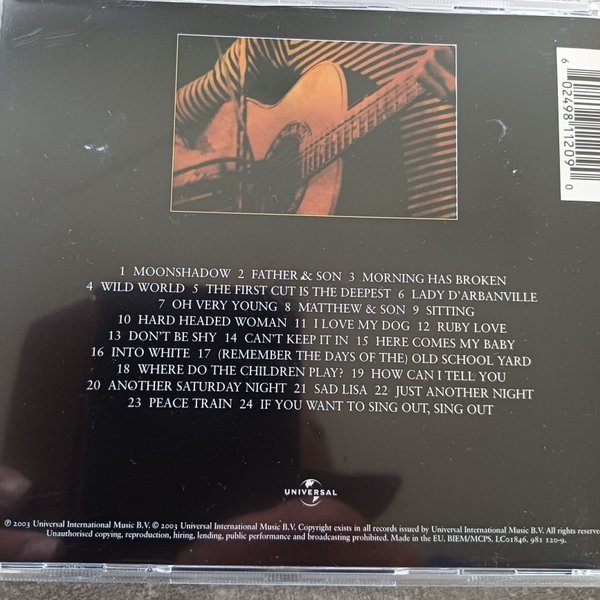 6 02498 11209 0
1 MOONSHADOW 2 FATHER & SON 3 MORNING HAS BROKEN
4 WILD WORLD 5 THE FIRST CUT IS THE DEEPEST 6 LADY D'ARBANVILLE
7 OH VERY YOUNG 8 MATTHEW & SON 9 SITTING
10 HARD HEADED WOMAN 11 I LOVE MY DOG 12 RUBY LOVE
13 DON'T BE SHY 14 CAN'T KEEP IT IN 15 HERE COMES MY BABY
16 INTO WHITE 17 (REMEMBER THE DAYS OF THE) OLD SCHOOL YARD
18 WHERE DO THE CHILDREN PLAY? 19 HOW CAN I TELL YOU
20 ANOTHER SATURDAY NIGHT 21 SAD LISA 22 JUST ANOTHER NIGHT
23 PEACE TRAIN 24 IF YOU WANT TO SING OUT, SING OUT
UNIVERSAL
℗ 2003 Universal International Music B.V. © 2003 Universal International Music B.V. Copyright exists in all records issued by Universal International Music B.V. All rights reserved
Unauthorised copying, reproduction, hiring, lending, public performance and broadcasting prohibited. Made in the EU. BIEM/MCPS. LC01846. 981 120-9.